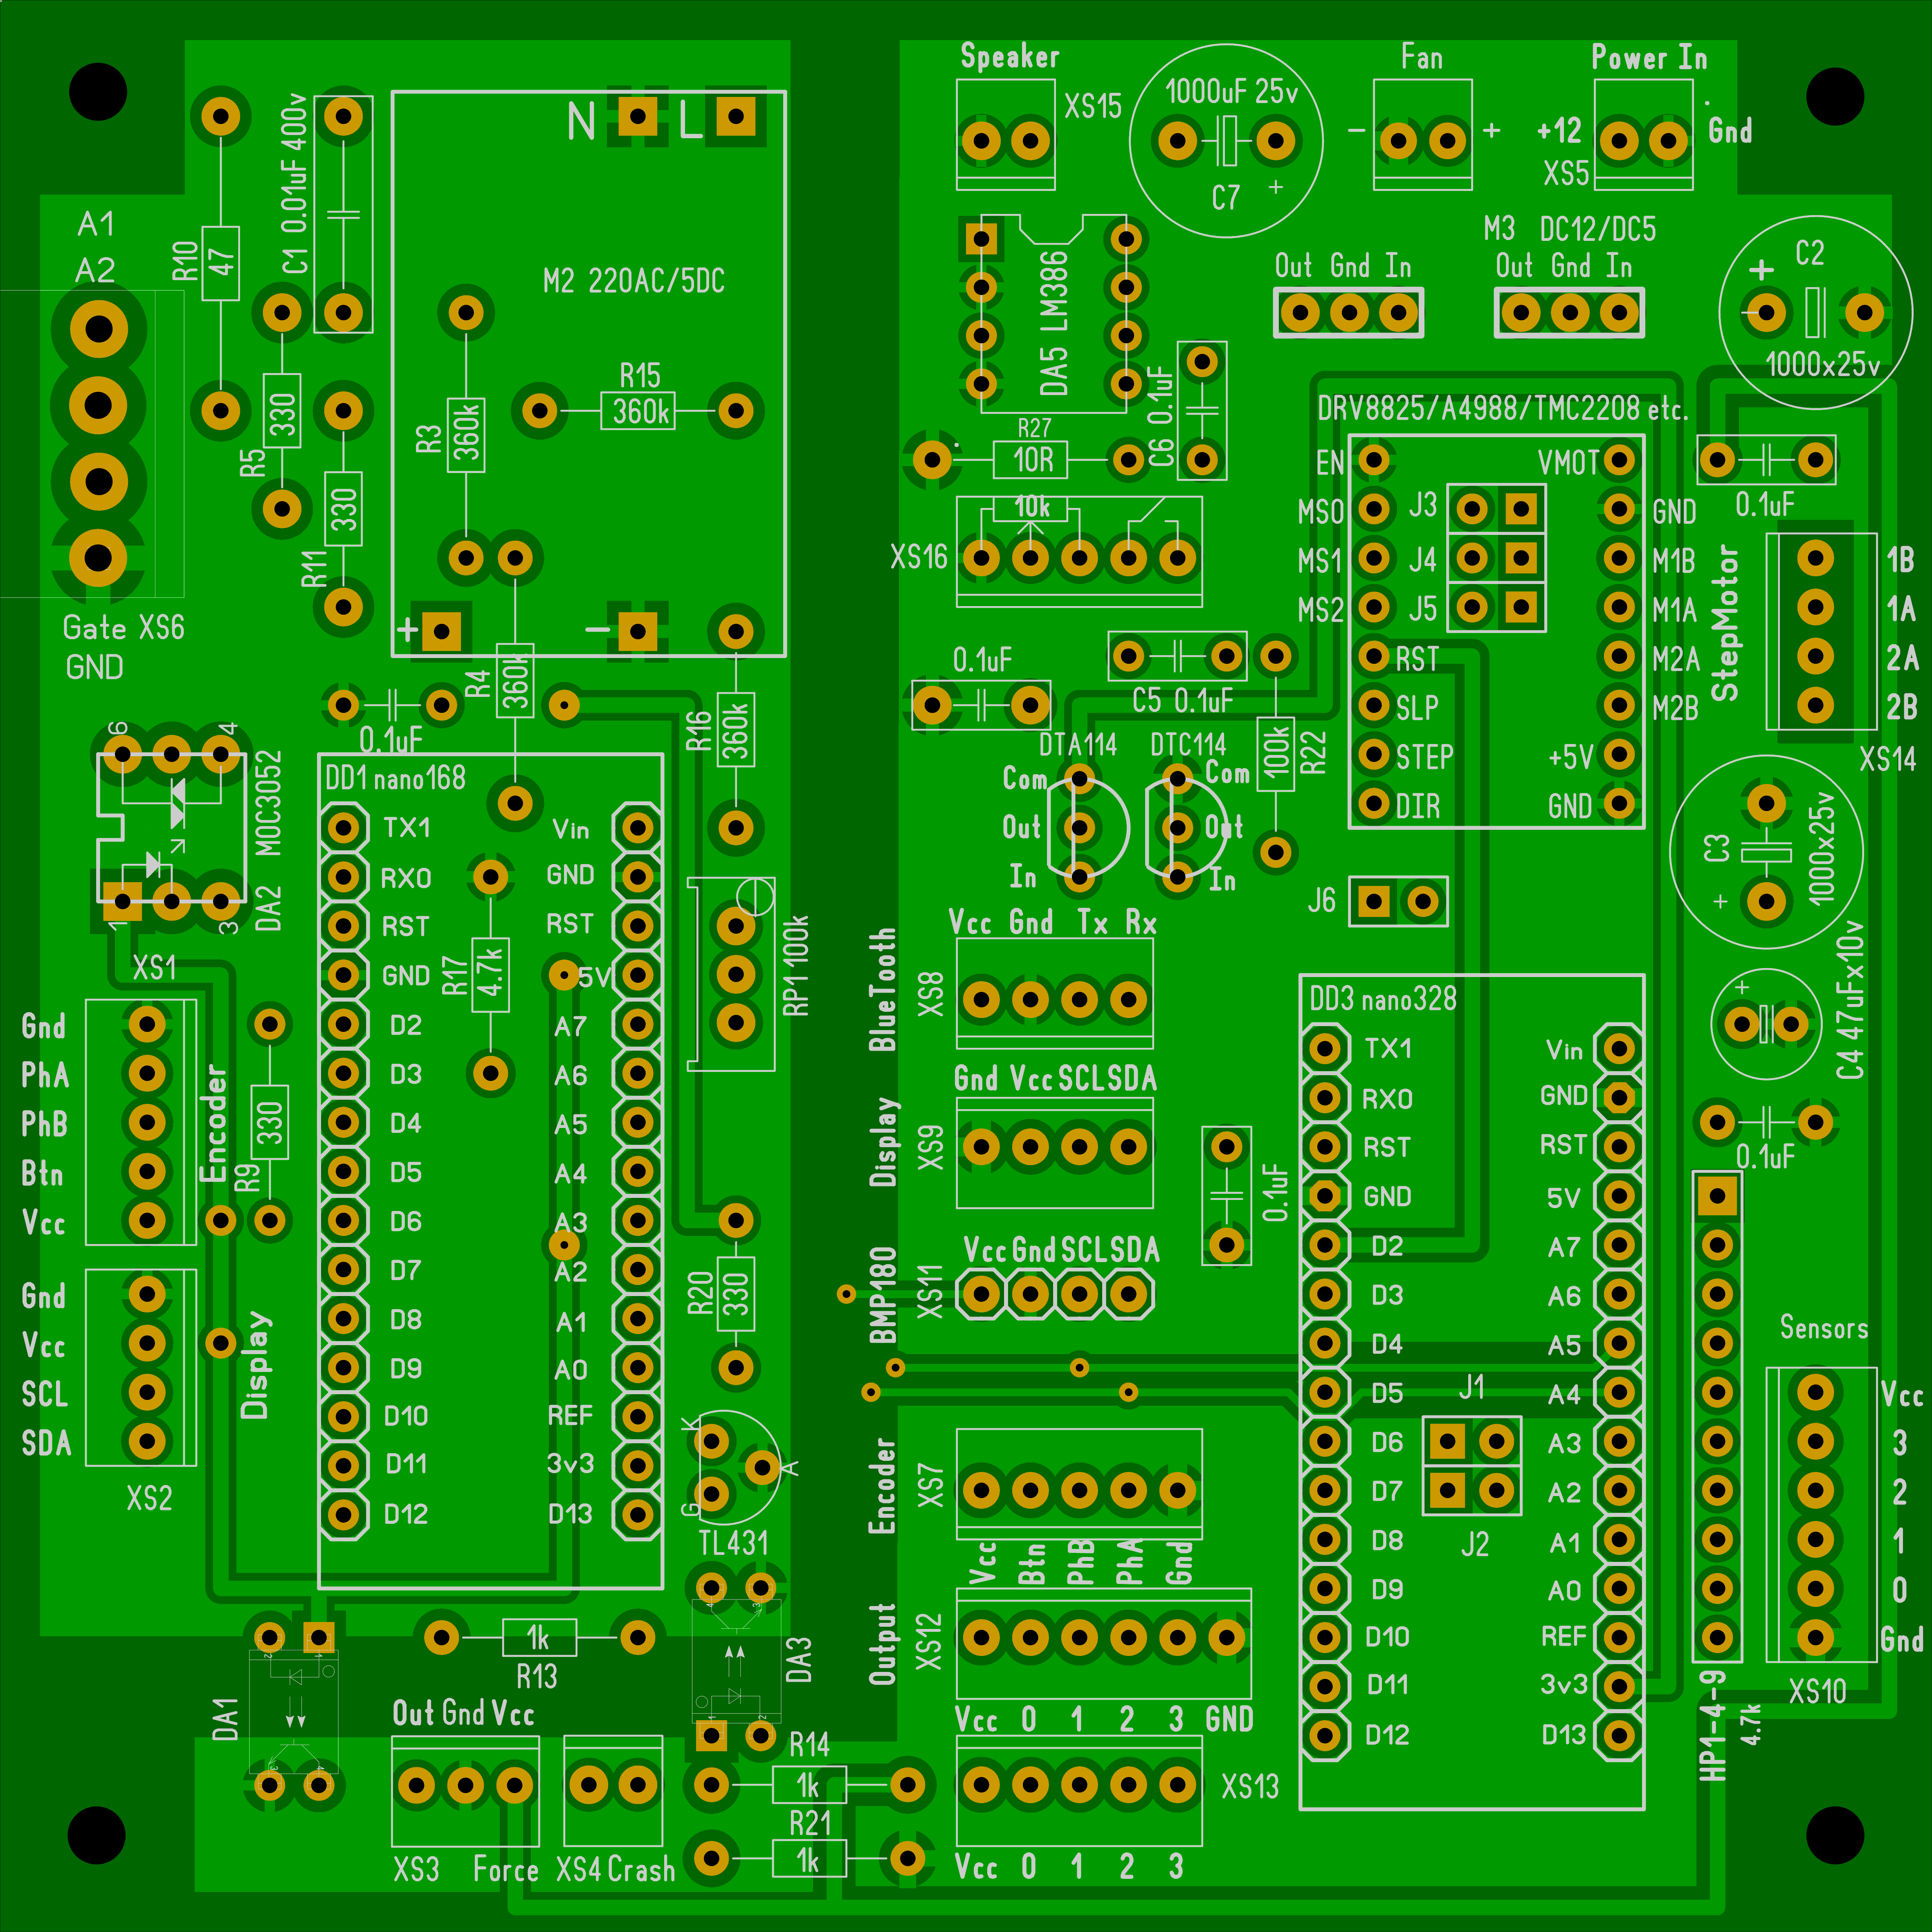 Speaker
Fan
Power In
XS15
1000uF 25v
C7
+
- +
+12 Gnd
XS5
N L
A1
A2
R10
47
C1 0.01uF 400v
M2 220AC/5DC
R5
330
R11
330
R3
360k
R15
360k
R4
360k
R16
360k
+ -
Gate XS6
GND
DA5 LM386
C6 0.1uF
R27
10R
10k
XS16
Out Gnd In
M3 DC12/DC5
Out Gnd In
C2
+
1000x25v
DRV8825/A4988/TMC2208 etc.
EN VMOT
MS0 J3 GND
MS1 J4 M1B
MS2 J5 M1A
RST M2A
SLP M2B
STEP +5V
DIR GND
0.1uF
StepMotor
1B
1A
2A
2B
XS14
0.1uF
C5 0.1uF
R22
100k
DTA114 DTC114
Com Com
Out Out
In In
J6
C3
1000x25v
+
C4 47uFx10v
+
0.1uF
0.1uF
6 4
1 3
DA2 MOC3052
DD1 nano168
TX1 Vin
RX0 GND
RST RST
GND 5V
D2 A7
D3 A6
D4 A5
D5 A4
D6 A3
D7 A2
D8 A1
D9 A0
D10 REF
D11 3v3
D12 D13
R17
4.7k
RP1 100k
XS1
Gnd
PhA
PhB
Btn
Vcc
Encoder
R9
330
Gnd
Vcc
SCL
SDA
Display
XS2
R20
330
K
G
A
TL431
BlueTooth
XS8
Vcc Gnd Tx Rx
Display
XS9
Gnd Vcc SCL SDA
0.1uF
BMP180
XS11
Vcc Gnd SCL SDA
Encoder
XS7
Vcc Btn PhB PhA Gnd
Output
XS12
Vcc 0 1 2 3 GND
XS13
Vcc 0 1 2 3
DD3 nano328
TX1 Vin
RX0 GND
RST RST
GND 5V
D2 A7
D3 A6
D4 A5
D5 A4
D6 A3
D7 A2
D8 A1
D9 A0
D10 REF
D11 3v3
D12 D13
J1
J2
HP1-4-9
4.7k
Sensors
Vcc
3
2
1
0
Gnd
XS10
DA1
2 1
3 4
R13
1k
DA3
4 3
1 2
Out Gnd Vcc
XS3 Force
XS4 Crash
R14
1k
R21
1k